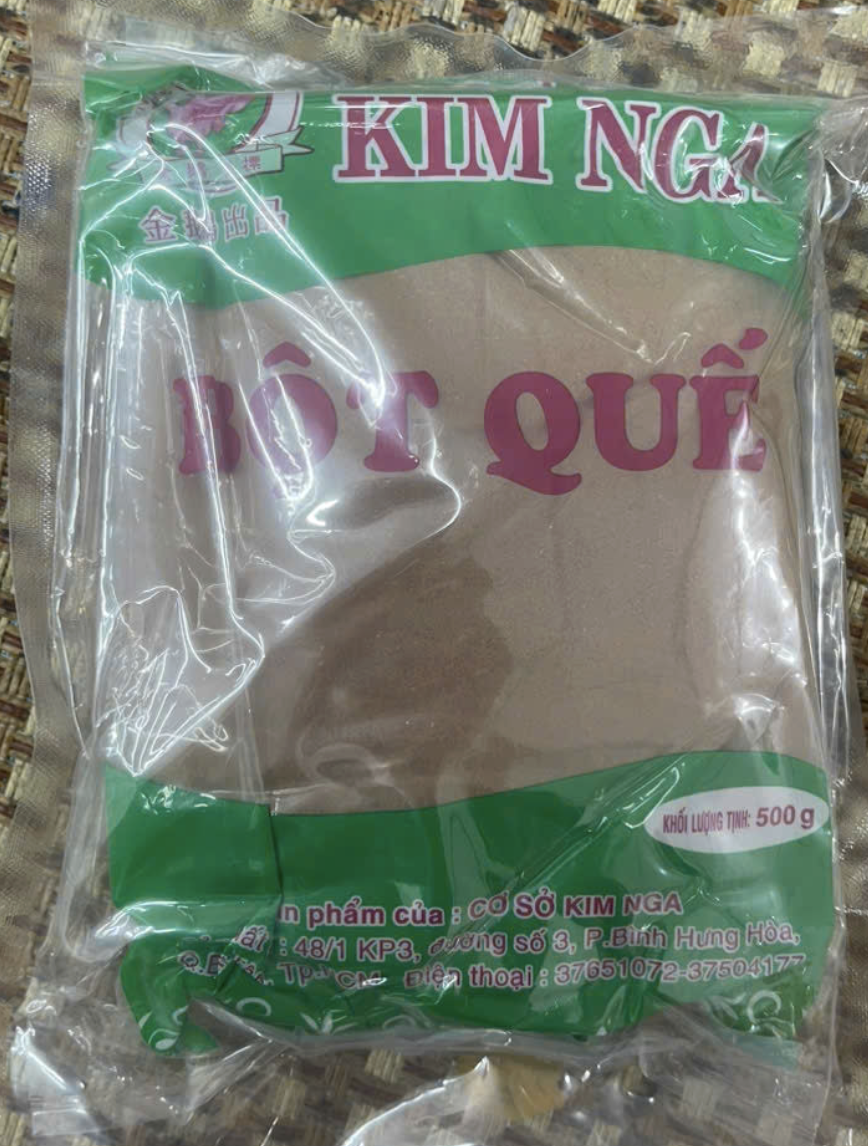 標
KIM NGA
金鵝出品
BỘT QUẾ
KHỐI LƯỢNG TỊNH: 500 g
phẩm của : CƠ SỞ KIM NGA
: 48/1 KP3, đường số 3, P.Bình Hưng Hòa,
Điện thoại : 37651072-37504177